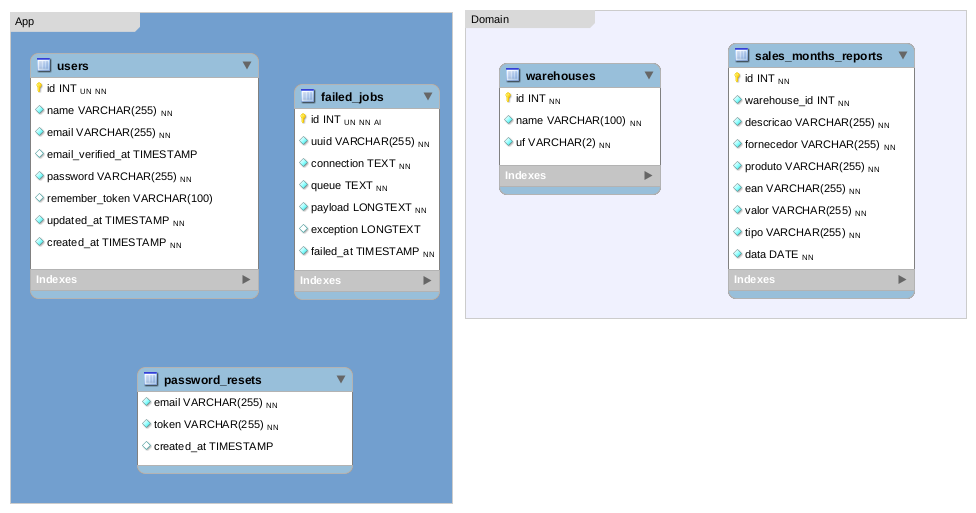 App
users
id INT UN NN
name VARCHAR(255) NN
email VARCHAR(255) NN
email_verified_at TIMESTAMP
password VARCHAR(255) NN
remember_token VARCHAR(100)
updated_at TIMESTAMP NN
created_at TIMESTAMP NN
Indexes
failed_jobs
id INT UN NN AI
uuid VARCHAR(255) NN
connection TEXT NN
queue TEXT NN
payload LONGTEXT NN
exception LONGTEXT
failed_at TIMESTAMP NN
Indexes
password_resets
email VARCHAR(255) NN
token VARCHAR(255) NN
created_at TIMESTAMP
Domain
warehouses
id INT NN
name VARCHAR(100) NN
uf VARCHAR(2) NN
Indexes
sales_months_reports
id INT NN
warehouse_id INT NN
descricao VARCHAR(255) NN
fornecedor VARCHAR(255) NN
produto VARCHAR(255) NN
ean VARCHAR(255) NN
valor VARCHAR(255) NN
tipo VARCHAR(255) NN
data DATE NN
Indexes